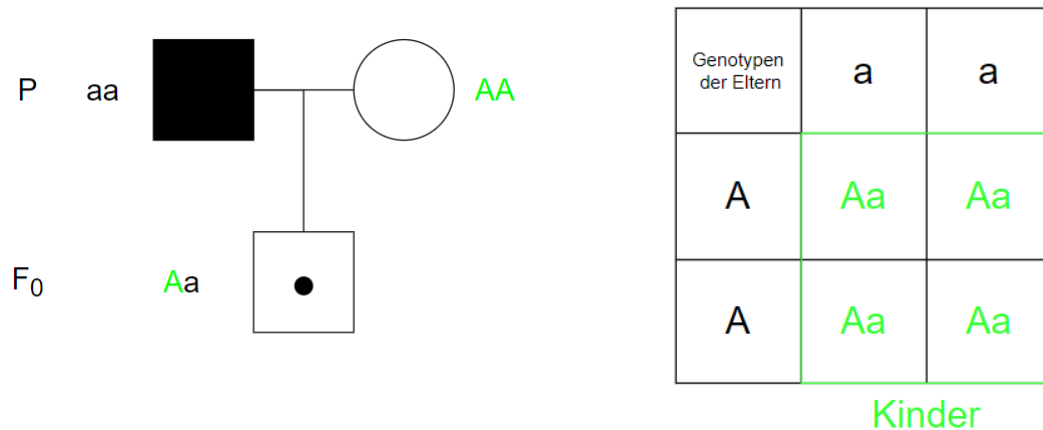 P aa AA
F₀ Aa
Genotypen
der Eltern
a a
A Aa Aa
A Aa Aa
Kinder